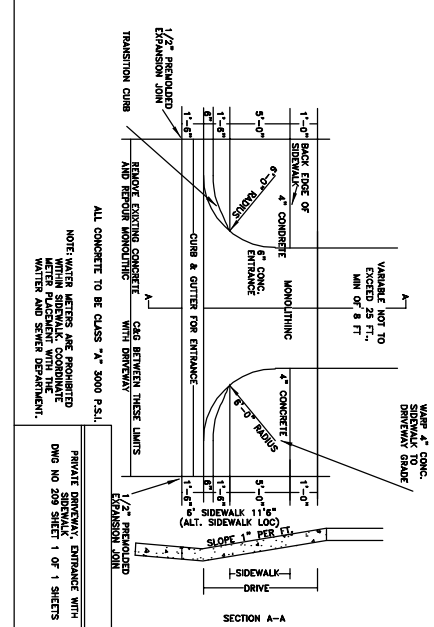 WARP 4" CONC.
SIDEWALK TO
DRIVEWAY GRADE
VARIABLE NOT TO
EXCEED 25 FT.,
MIN OF 8 FT
A
A
1'-0"
5'-0"
1'-6"
6"
1'-6"
BACK EDGE OF
SIDEWALK
4" CONDRETE
MONOLITHINC
4" CONCRETE
6'-0" RADIUS
6" CONC.
ENTRANCE
6'-0" RADIUS
CURB & GUTTER FOR ENTRANCE
REMOVE EXIXTING CONCRETE
AND REPOUR MONOLITHIC
C&G BETWEEN THESE LIMITS
WITH DRIVEWAY
1/2" PREMOLDED
EXPANSION JOIN
TRANSITION CURB
1'-0"
5'-0"
1'-6"
6"
1'-6"
1/2" PREMOLDED
EXPANSION JOIN
6' SIDEWALK 11'6"
(ALT. SIDEWALK LOC)
SLOPE 1" PER FT.
SIDEWALK
DRIVE
SECTION A-A
ALL CONCRETE TO BE CLASS "A" 3000 P.S.I.
NOTE: WATER METERS ARE PROHIBITED
WITHIN SIDEWALK, COORDINATE
METER PLACEMENT WITH THE
WATTER AND SEWER DEPARTMENT.
PRIVATE DRIVEWAY, ENTRANCE WITH
SIDEWALK
DWG NO 209 SHEET 1 OF 1 SHEETS